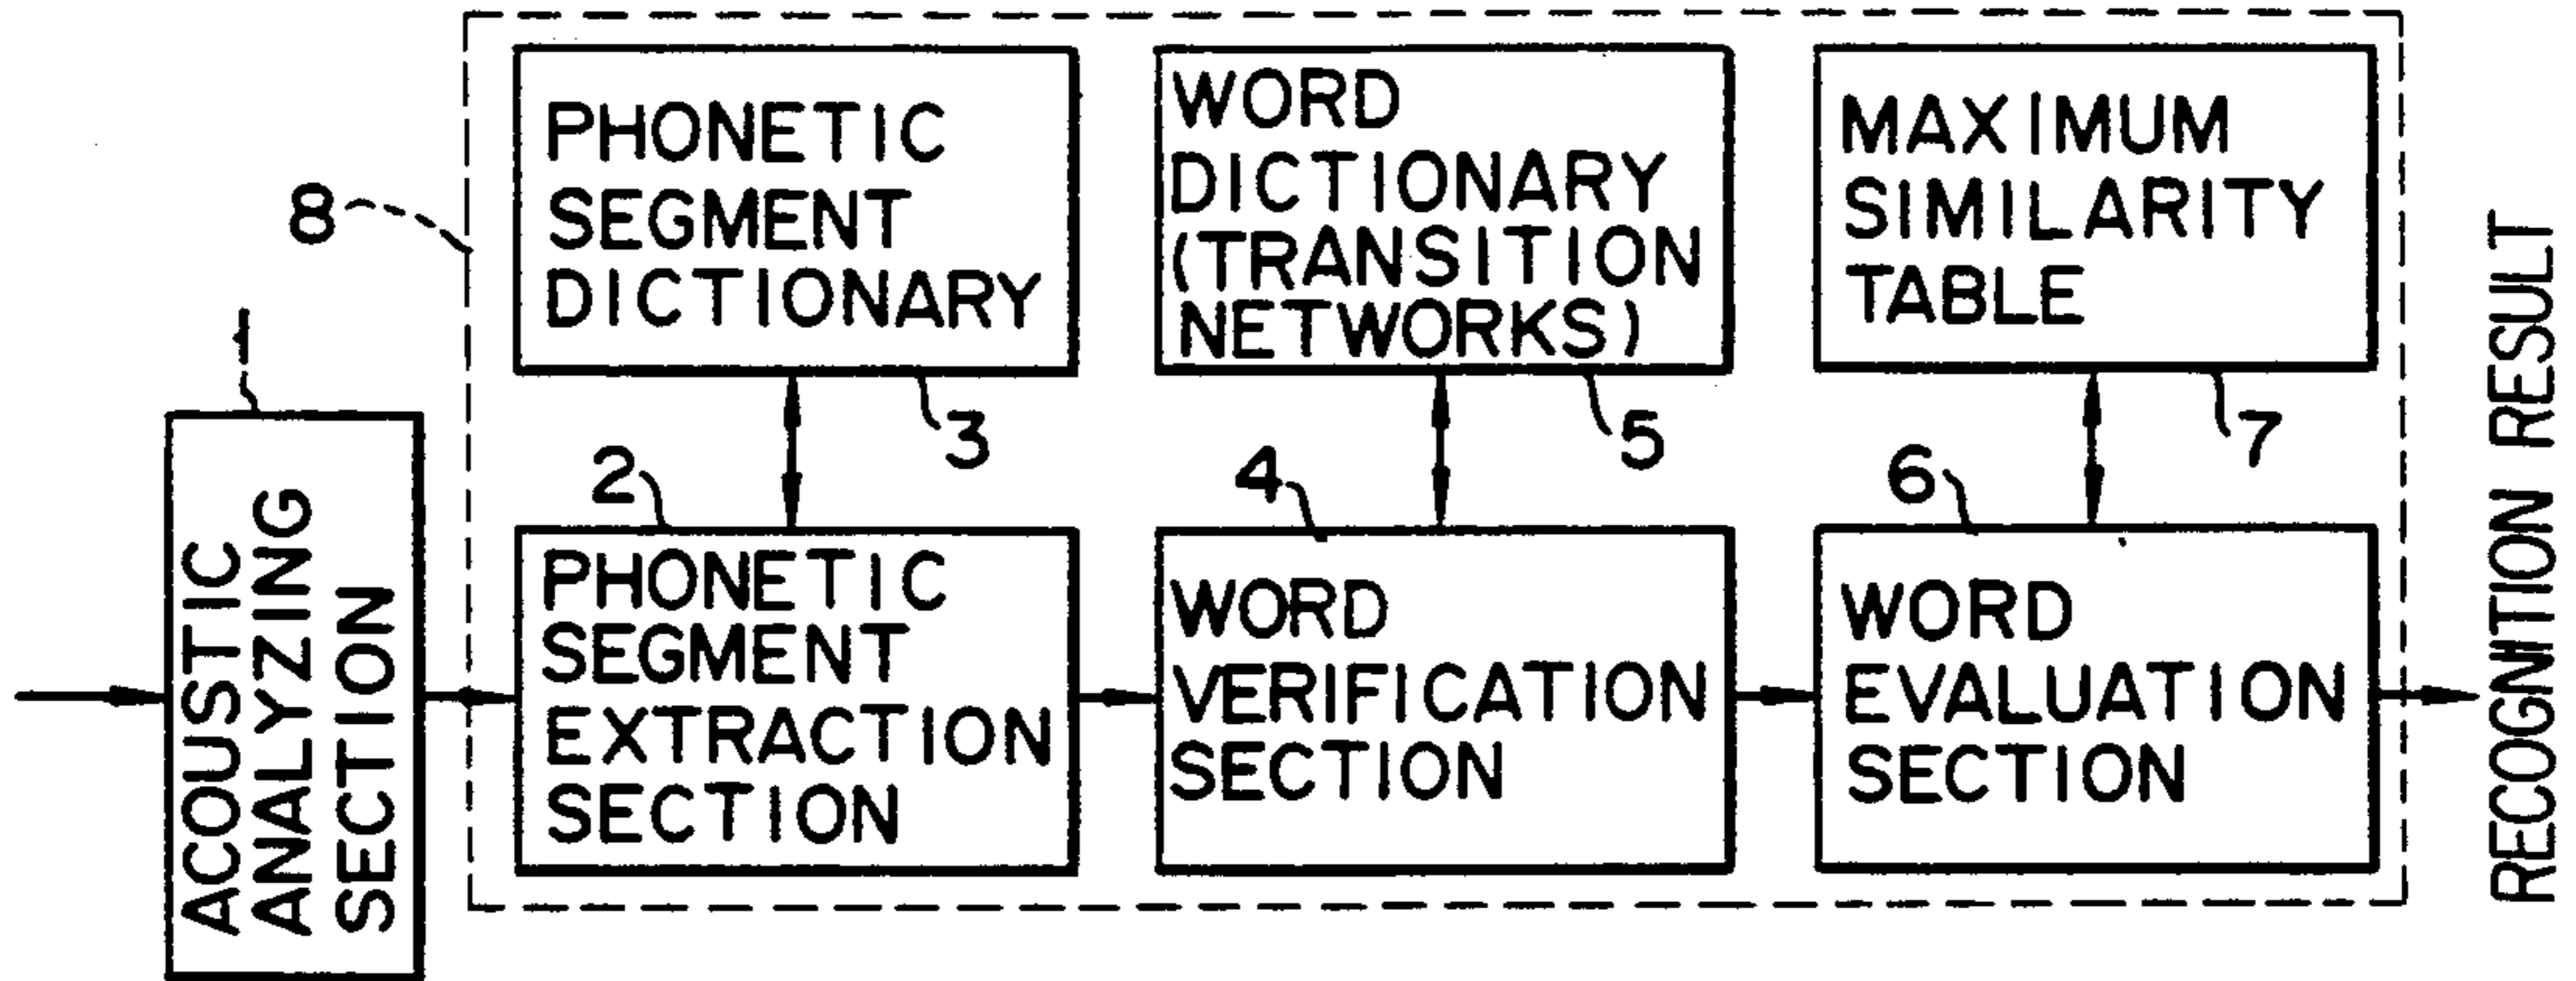 PHONETIC
SEGMENT
DICTIONARY
3
WORD
DICTIONARY
(TRANSITION
NETWORKS)
5
MAXIMUM
SIMILARITY
TABLE
7
8
1
ACOUSTIC
ANALYZING
SECTION
2
PHONETIC
SEGMENT
EXTRACTION
SECTION
4
WORD
VERIFICATION
SECTION
6
WORD
EVALUATION
SECTION
RECOGNITION RESULT